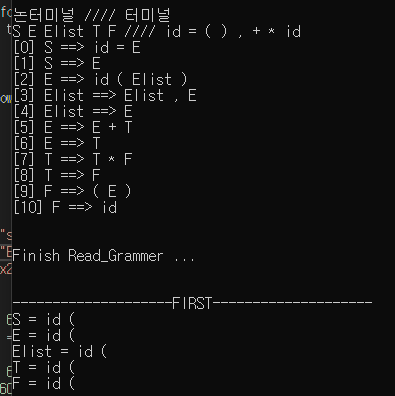 논터미널 //// 터미널
S E Elist T F //// id = ( ) , + * id
[0] S ==> id = E
[1] S ==> E
[2] E ==> id ( Elist )
[3] Elist ==> Elist , E
[4] Elist ==> E
[5] E ==> E + T
[6] E ==> T
[7] T ==> T * F
[8] T ==> F
[9] F ==> ( E )
[10] F ==> id
Finish Read_Grammer ...
--------------------FIRST--------------------
S = id (
E = id (
Elist = id (
T = id (
F = id (